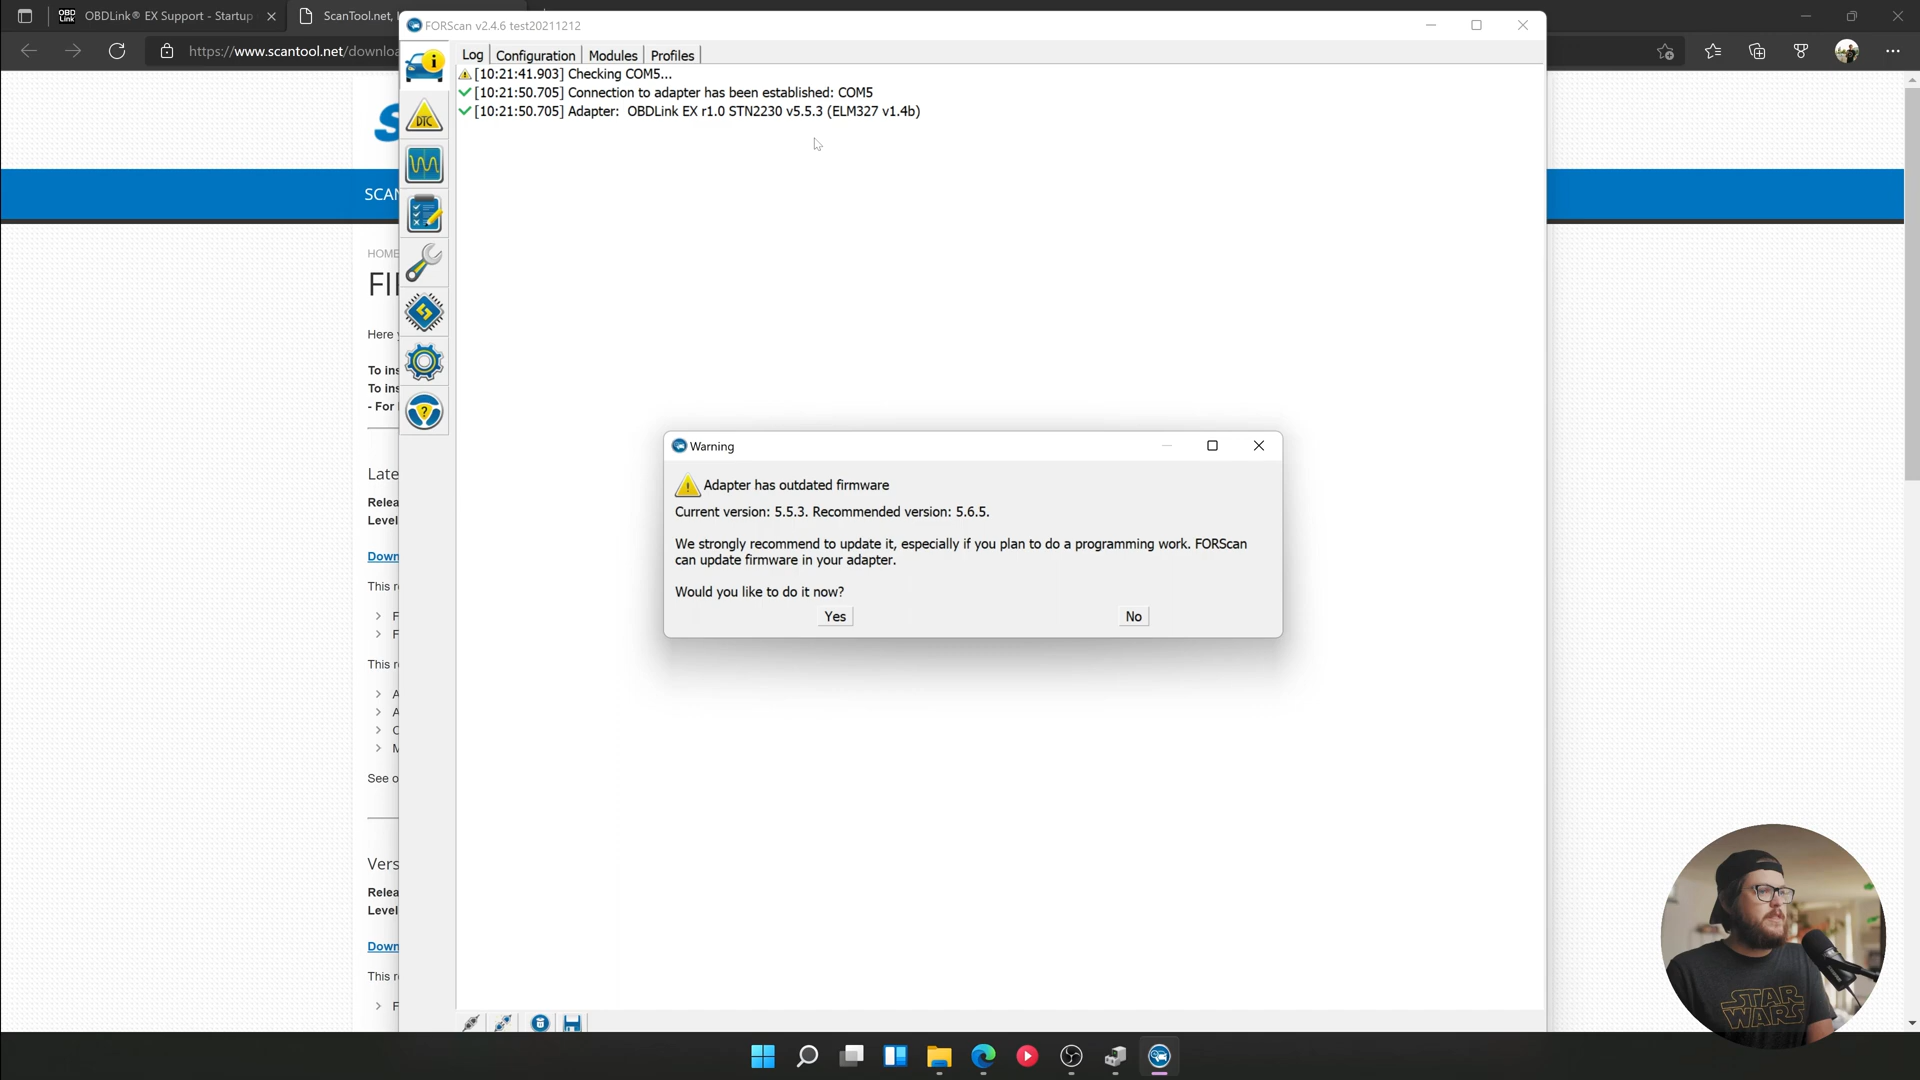 OBD Link OBDLink® EX Support - Startup
ScanTool.net,
https://www.scantool.net/downlo
FORScan v2.4.6 test20211212
Log Configuration Modules Profiles
[10:21:41.903] Checking COM5...
[10:21:50.705] Connection to adapter has been established: COM5
[10:21:50.705] Adapter: OBDLink EX r1.0 STN2230 v5.5.3 (ELM327 v1.4b)
DTC
S
SCAN
HOME
FI
Here
To ins
To ins
- For
Late
Relea
Level
Down
This r
F
F
This r
A
A
C
M
See o
Vers
Relea
Level
Down
This r
F
Warning
Adapter has outdated firmware
Current version: 5.5.3. Recommended version: 5.6.5.
We strongly recommend to update it, especially if you plan to do a programming work. FORScan
can update firmware in your adapter.
Would you like to do it now?
Yes No
STAR
WARS